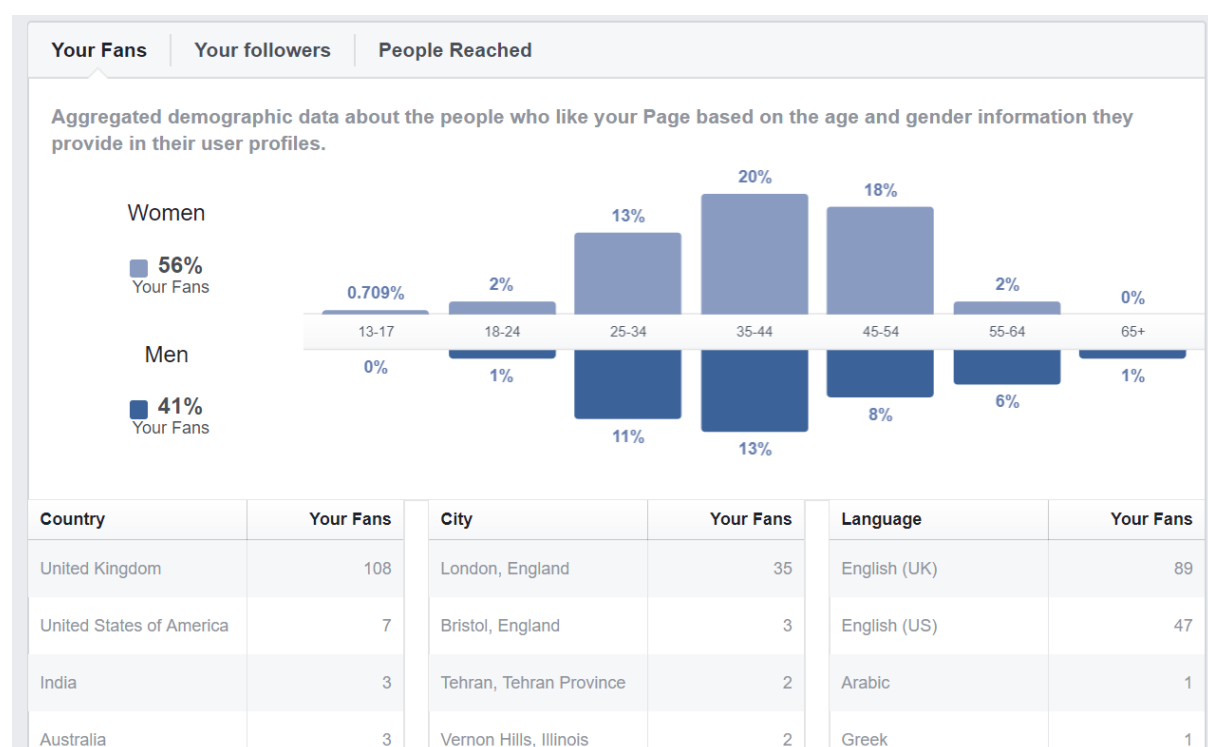 Your Fans Your followers People Reached
Aggregated demographic data about the people who like your Page based on the age and gender information they
provide in their user profiles.
Women
56%
Your Fans
0.709% 2% 13% 20% 18% 2% 0%
13-17 18-24 25-34 35-44 45-54 55-64 65+
Men
41%
Your Fans
0% 1% 11% 13% 8% 6% 1%
Country Your Fans City Your Fans Language Your Fans
United Kingdom 108 London, England 35 English (UK) 89
United States of America 7 Bristol, England 3 English (US) 47
India 3 Tehran, Tehran Province 2 Arabic 1
Australia 3 Vernon Hills, Illinois 2 Greek 1